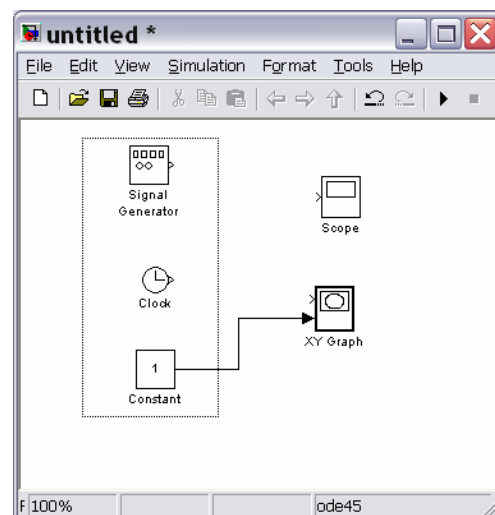 untitled *
File Edit View Simulation Format Tools Help
Signal
Generator
Scope
Clock
XY Graph
1
Constant
F 100% ode45